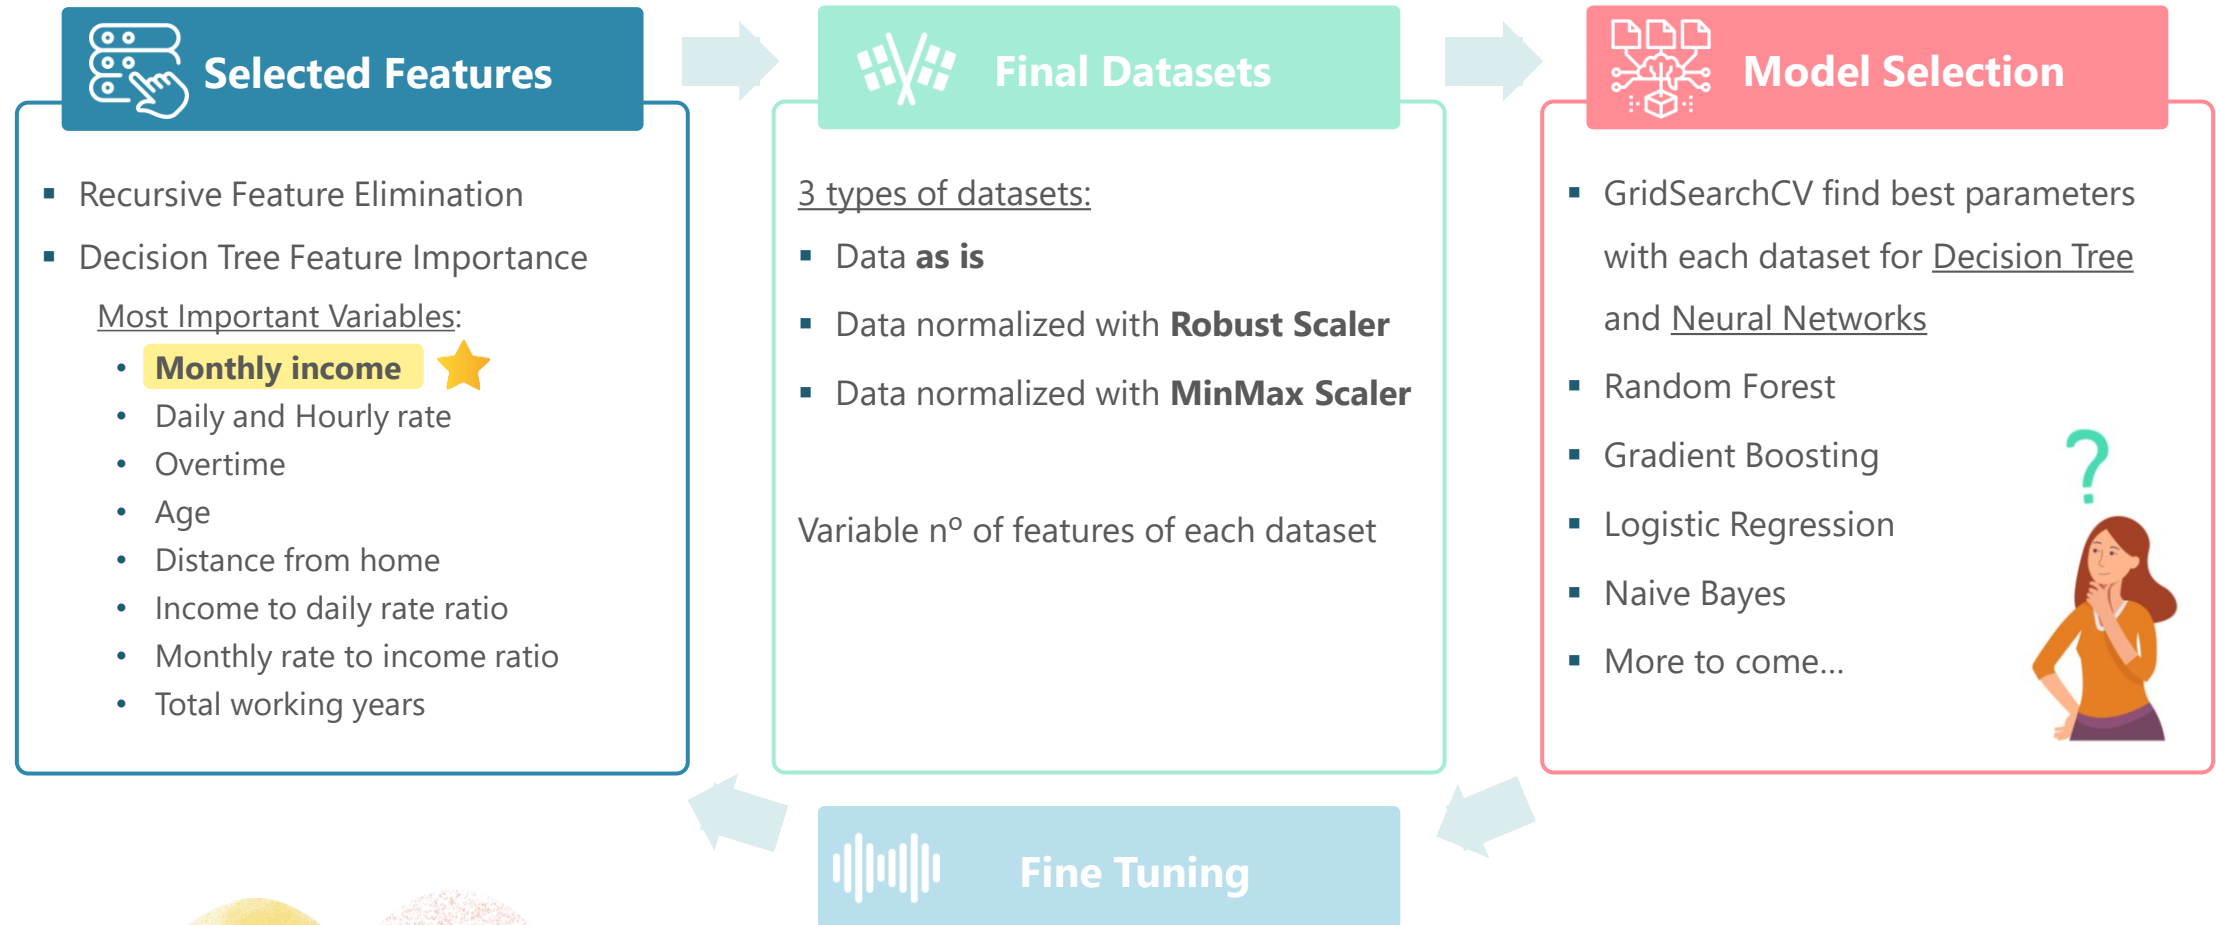 Selected Features
▪ Recursive Feature Elimination
▪ Decision Tree Feature Importance
Most Important Variables:
• Monthly income
• Daily and Hourly rate
• Overtime
• Age
• Distance from home
• Income to daily rate ratio
• Monthly rate to income ratio
• Total working years
Final Datasets
3 types of datasets:
▪ Data as is
▪ Data normalized with Robust Scaler
▪ Data normalized with MinMax Scaler
Variable nº of features of each dataset
Model Selection
▪ GridSearchCV find best parameters
with each dataset for Decision Tree
and Neural Networks
▪ Random Forest
▪ Gradient Boosting
▪ Logistic Regression
▪ Naive Bayes
▪ More to come...
?
Fine Tuning